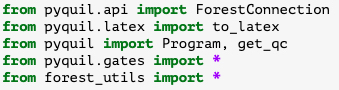 from pyquil.api import ForestConnection
from pyquil.latex import to_latex
from pyquil import Program, get_qc
from pyquil.gates import *
from forest_utils import *